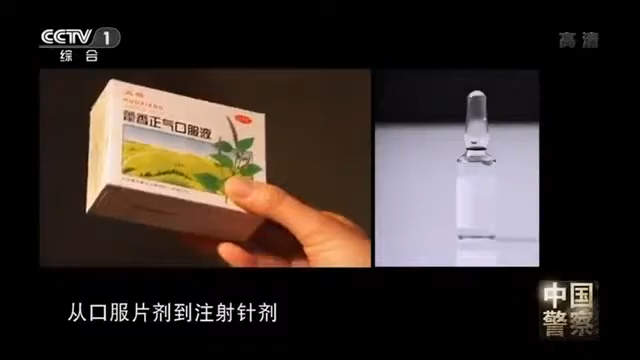 CCTV 1
综合
高清
藿香正气口服液
从口服片剂到注射针剂
中国
警察